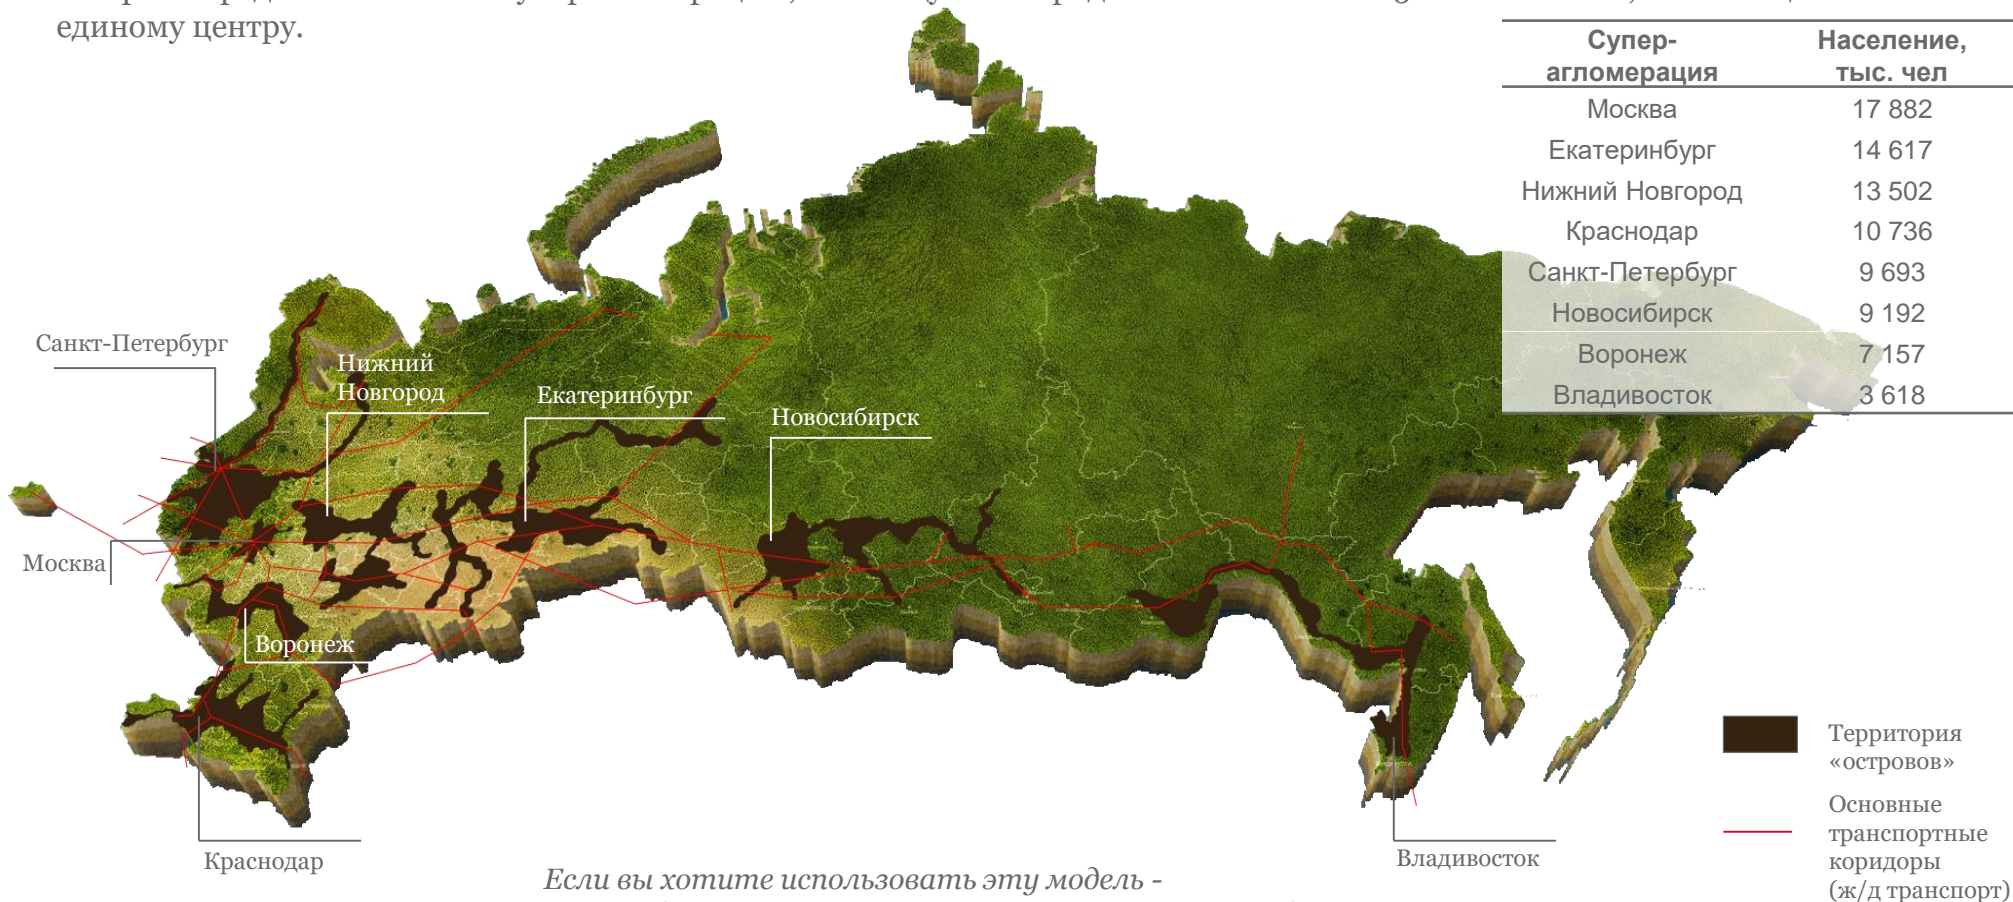 единому центру.
Супер-
агломерация
Население,
тыс. чел
Москва 17 882
Екатеринбург 14 617
Нижний Новгород 13 502
Краснодар 10 736
Санкт-Петербург 9 693
Новосибирск 9 192
Воронеж 7 157
Владивосток 3 618
Санкт-Петербург
Нижний
Новгород
Екатеринбург
Новосибирск
Москва
Воронеж
Краснодар
Владивосток
Территория
«островов»
Основные
транспортные
коридоры
(ж/д транспорт)
Если вы хотите использовать эту модель -